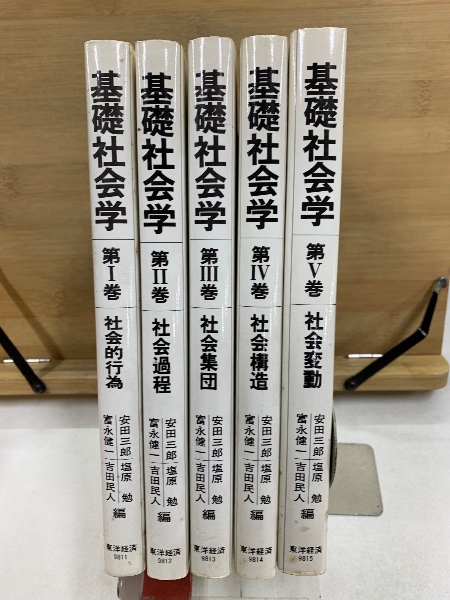 基礎社会学
第Ⅰ巻
社会的行為
安田三郎 塩原 勉
富永健一 吉田民人
編
東洋経済
9811
基礎社会学
第Ⅱ巻
社会過程
安田三郎 塩原 勉
富永健一 吉田民人
編
東洋経済
9812
基礎社会学
第Ⅲ巻
社会集団
安田三郎 塩原 勉
富永健一 吉田民人
編
東洋経済
9813
基礎社会学
第Ⅳ巻
社会構造
安田三郎 塩原 勉
富永健一 吉田民人
編
東洋経済
9814
基礎社会学
第Ⅴ巻
社会変動
安田三郎 塩原 勉
富永健一 吉田民人
編
東洋経済
9815